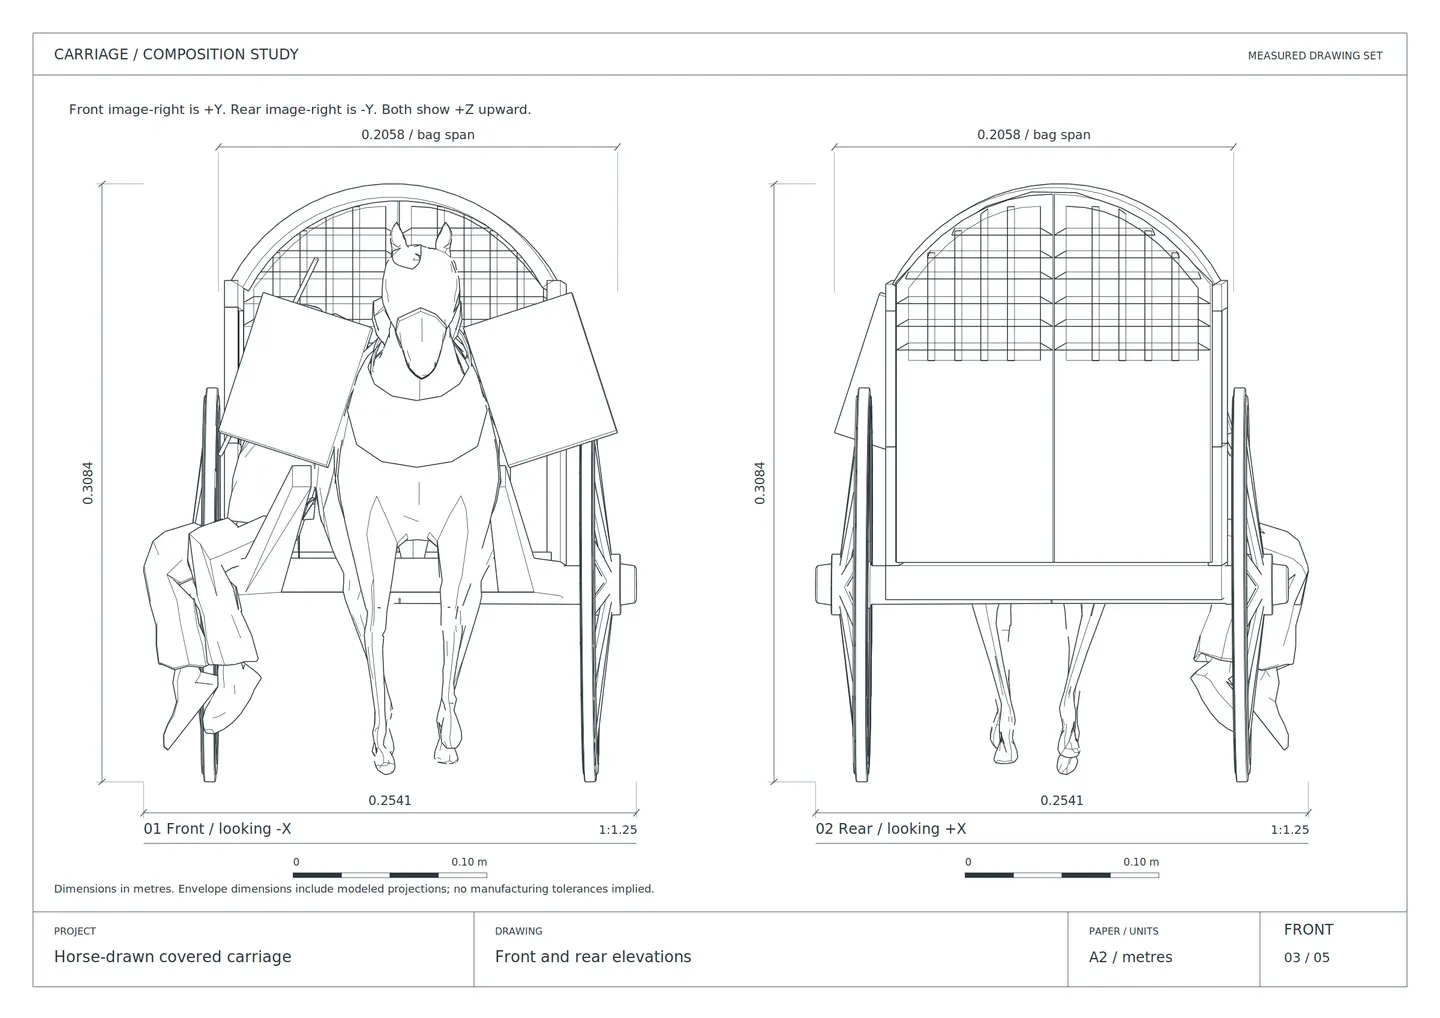 CARRIAGE / COMPOSITION STUDY
MEASURED DRAWING SET
Front image-right is +Y. Rear image-right is -Y. Both show +Z upward.
0.2058 / bag span
0.2058 / bag span
0.3084
0.3084
0.2541
0.2541
01 Front / looking -X
1:1.25
02 Rear / looking +X
1:1.25
0
0.10 m
0
0.10 m
Dimensions in metres. Envelope dimensions include modeled projections; no manufacturing tolerances implied.
PROJECT
Horse-drawn covered carriage
DRAWING
Front and rear elevations
PAPER / UNITS
A2 / metres
FRONT
03 / 05